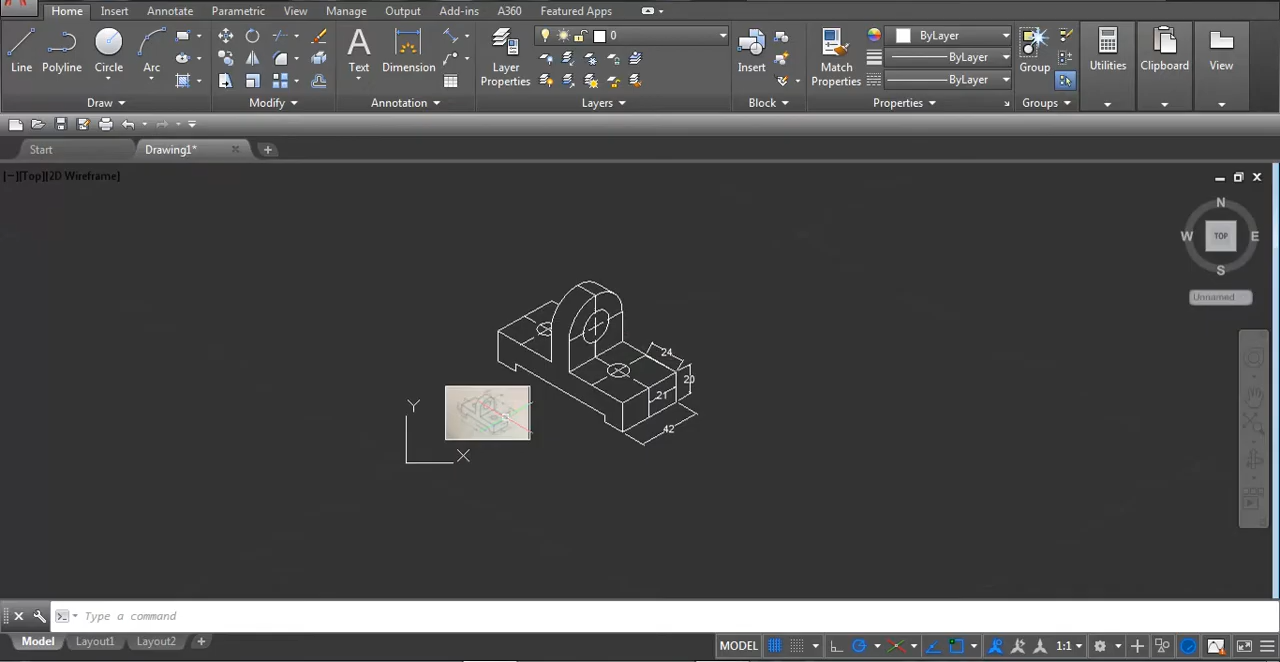 Home Insert Annotate Parametric View Manage Output Add-ins A360 Featured Apps
Line Polyline Circle Arc Text Dimension Layer Properties 0 Insert Match Properties ByLayer ByLayer ByLayer Group Utilities Clipboard View
Draw Modify Annotation Layers Block Properties Groups
Start Drawing1*
[−][Top][2D Wireframe]
N
W TOP E
S
Unnamed
24
20
21
42
Y
X
Type a command
Model Layout1 Layout2 MODEL 1:1